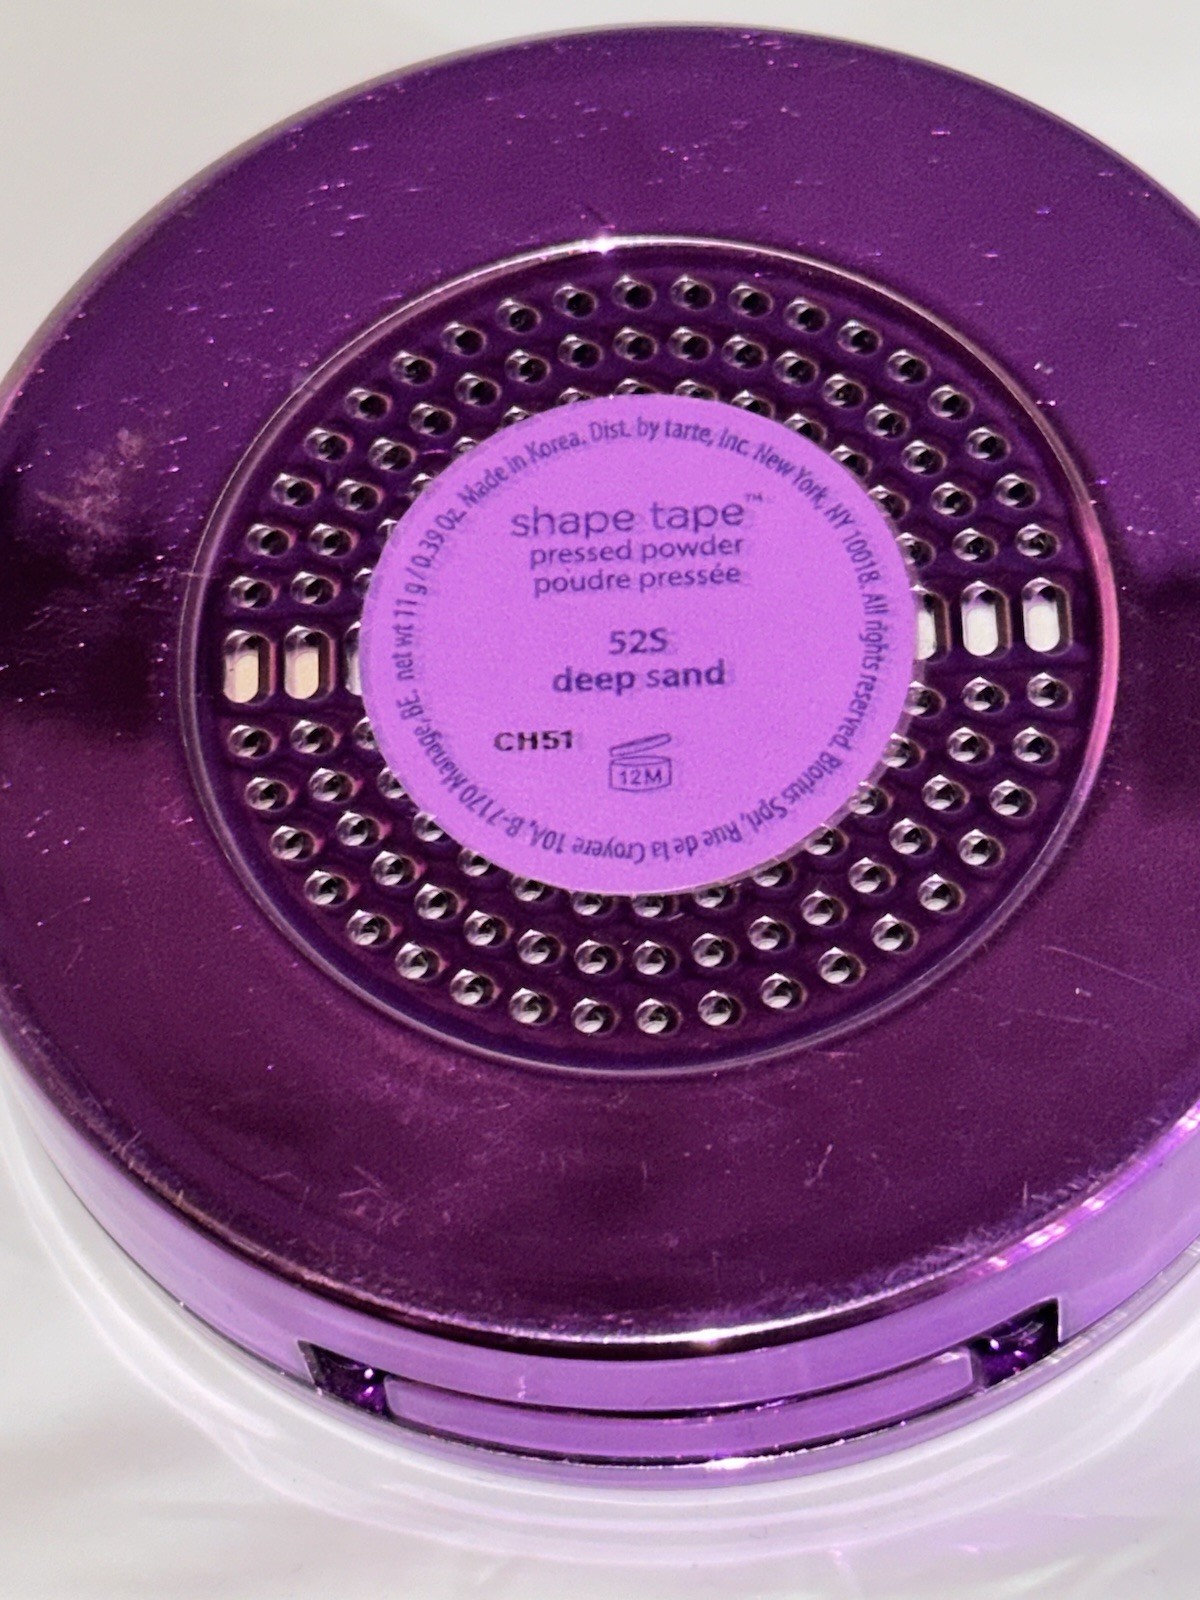 shape tape™
pressed powder
poudre pressée
52S
deep sand
CH51
12M
net wt 11 g / 0.39 Oz. Made in Korea. Dist. by tarte, inc. New York, NY 10018. All rights reserved. Blorius Sprl, Rue de la Croyere 10A, B-7170 Manage, BE.